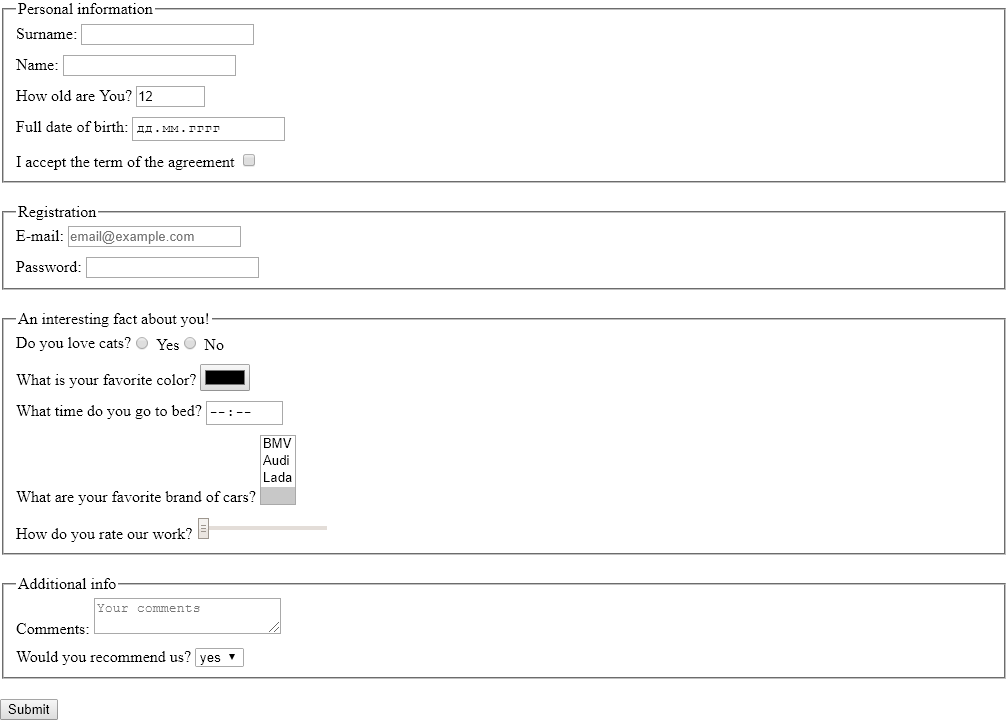 Personal information
Surname:
Name:
How old are You? 12
Full date of birth: дд.мм.гггг
I accept the term of the agreement
Registration
E-mail: email@example.com
Password:
An interesting fact about you!
Do you love cats? Yes No
What is your favorite color?
What time do you go to bed? --:--
BMV
Audi
Lada
What are your favorite brand of cars?
How do you rate our work?
Additional info
Your comments
Comments:
Would you recommend us? yes
Submit